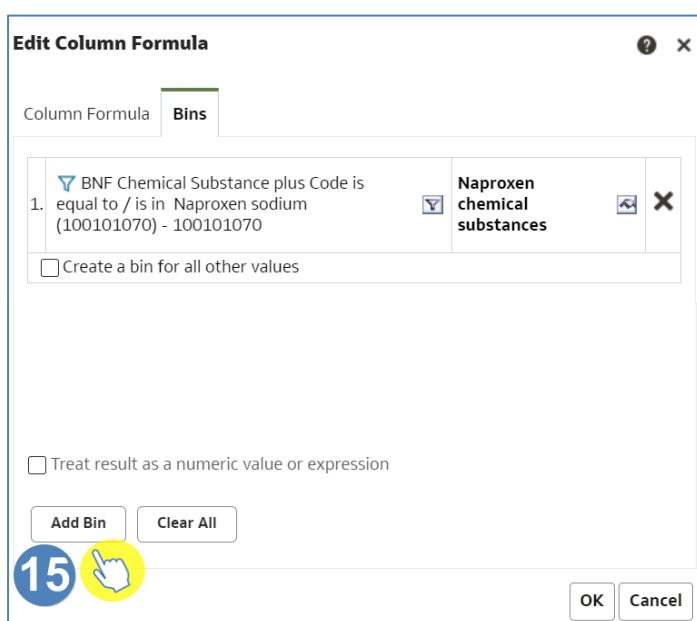 Edit Column Formula
Column Formula Bins
BNF Chemical Substance plus Code is
1. equal to / is in Naproxen sodium
(100101070) - 100101070
Naproxen
chemical
substances
Create a bin for all other values
Treat result as a numeric value or expression
Add Bin Clear All
15
OK Cancel